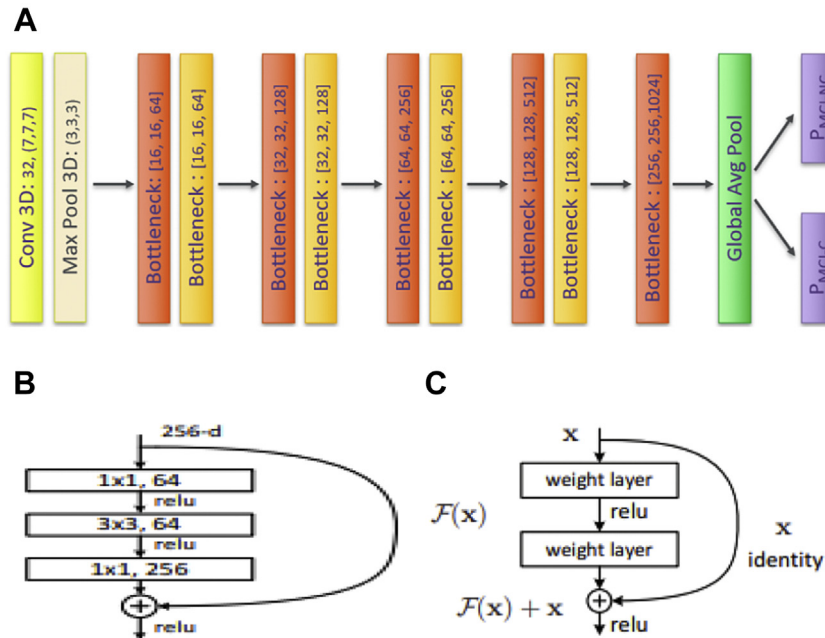 A
Conv 3D: 32, (7,7,7)
Max Pool 3D: (3,3,3)
Bottleneck: [16, 16, 64]
Bottleneck: [16, 16, 64]
Bottleneck: [32, 32, 128]
Bottleneck: [32, 32, 128]
Bottleneck: [64, 64, 256]
Bottleneck: [64, 64, 256]
Bottleneck: [128, 128, 512]
Bottleneck: [128, 128, 512]
Bottleneck: [256, 256,1024]
Global Avg Pool
P_MCI_NC
P_MCI_C
B
256-d
1x1, 64
relu
3x3, 64
relu
1x1, 256
+
relu
C
x
weight layer
relu
F(x)
weight layer
x
identity
F(x) + x
+
relu